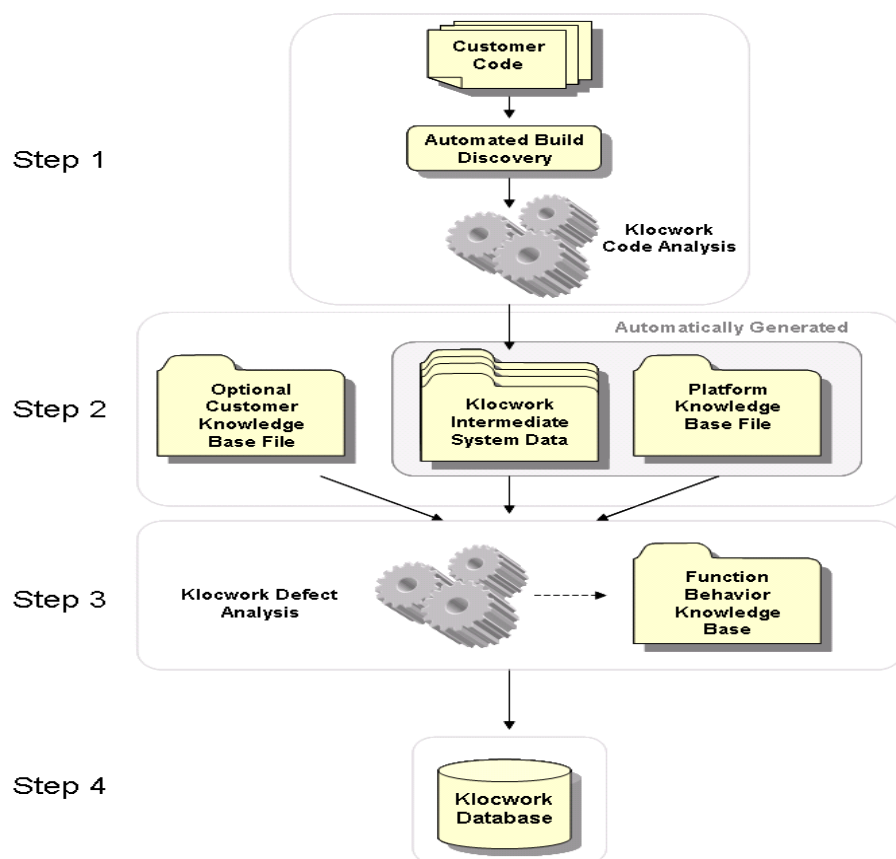 Customer
Code
Step 1
Automated Build
Discovery
Klocwork
Code Analysis
Automatically Generated
Step 2
Optional
Customer
Knowledge
Base File
Klocwork
Intermediate
System Data
Platform
Knowledge
Base File
Step 3
Klocwork Defect
Analysis
Function
Behavior
Knowledge
Base
Step 4
Klocwork
Database